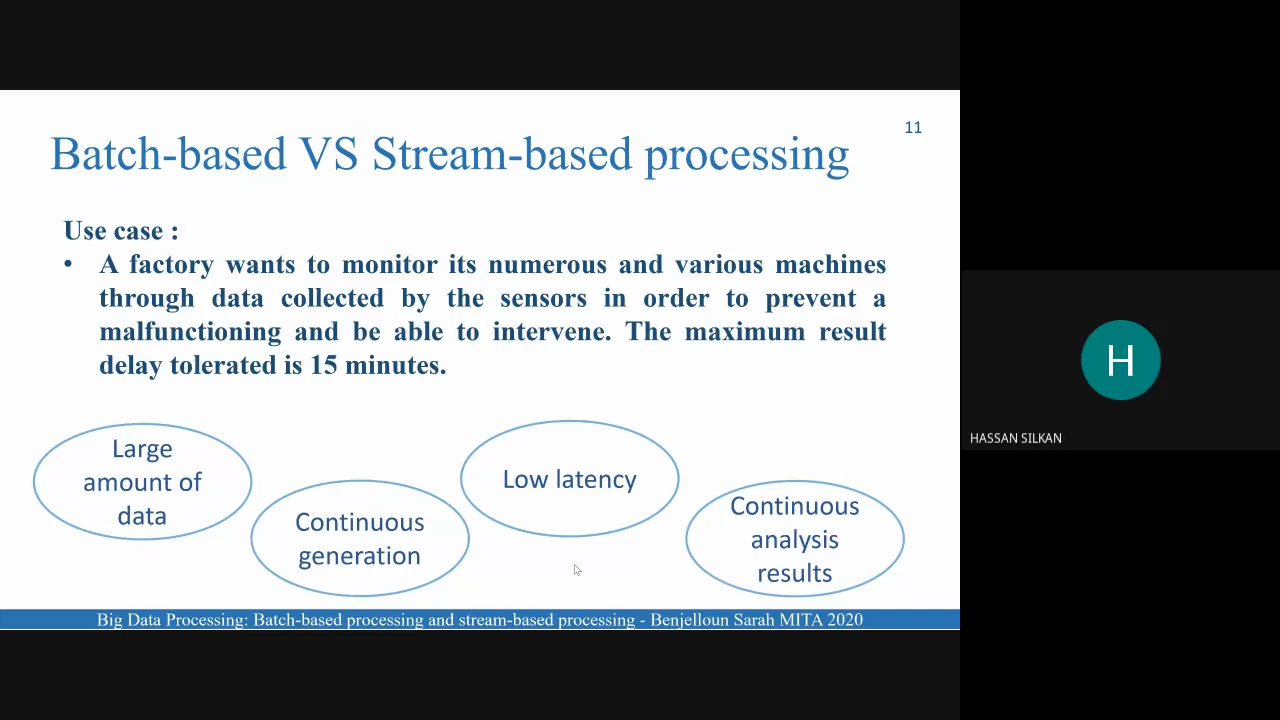 11
Batch-based VS Stream-based processing
Use case :
• A factory wants to monitor its numerous and various machines
through data collected by the sensors in order to prevent a
malfunctioning and be able to intervene. The maximum result
delay tolerated is 15 minutes.
Large
amount of
data
Continuous
generation
Low latency
Continuous
analysis
results
Big Data Processing: Batch-based processing and stream-based processing - Benjelloun Sarah MITA 2020
H
HASSAN SILKAN